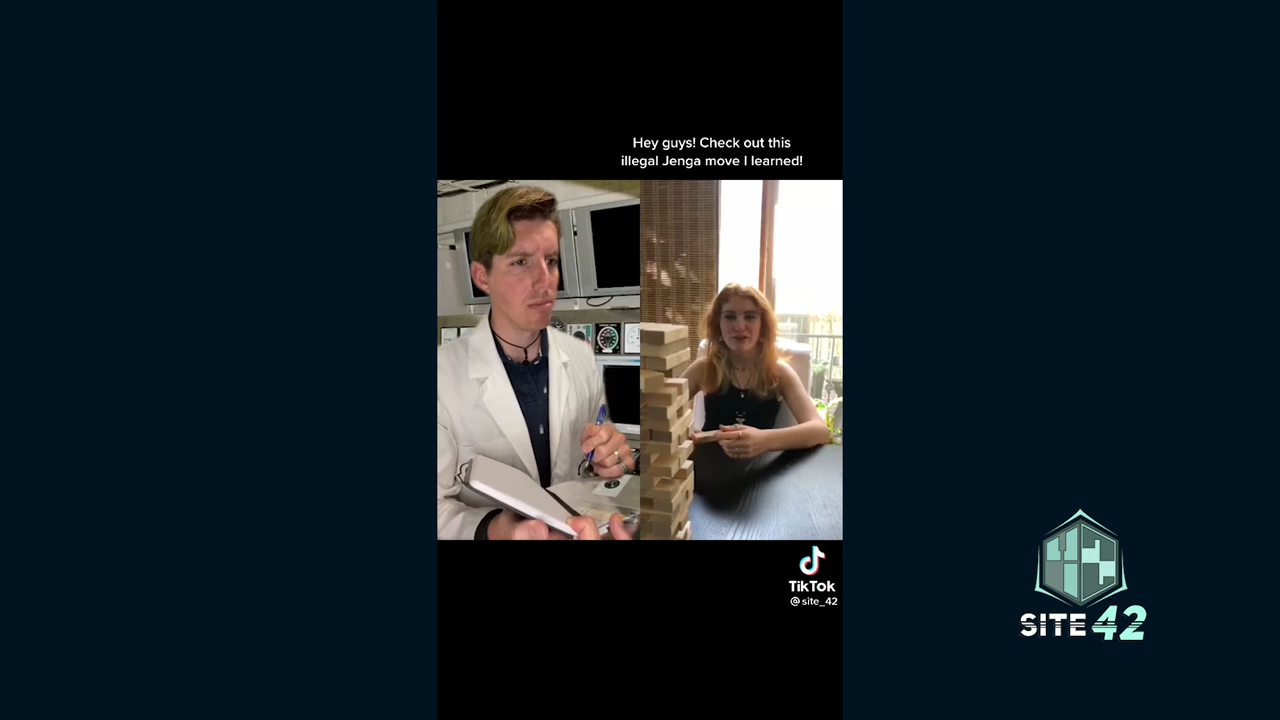 Hey guys! Check out this
illegal Jenga move I learned!
TikTok
@site_42
SITE 42